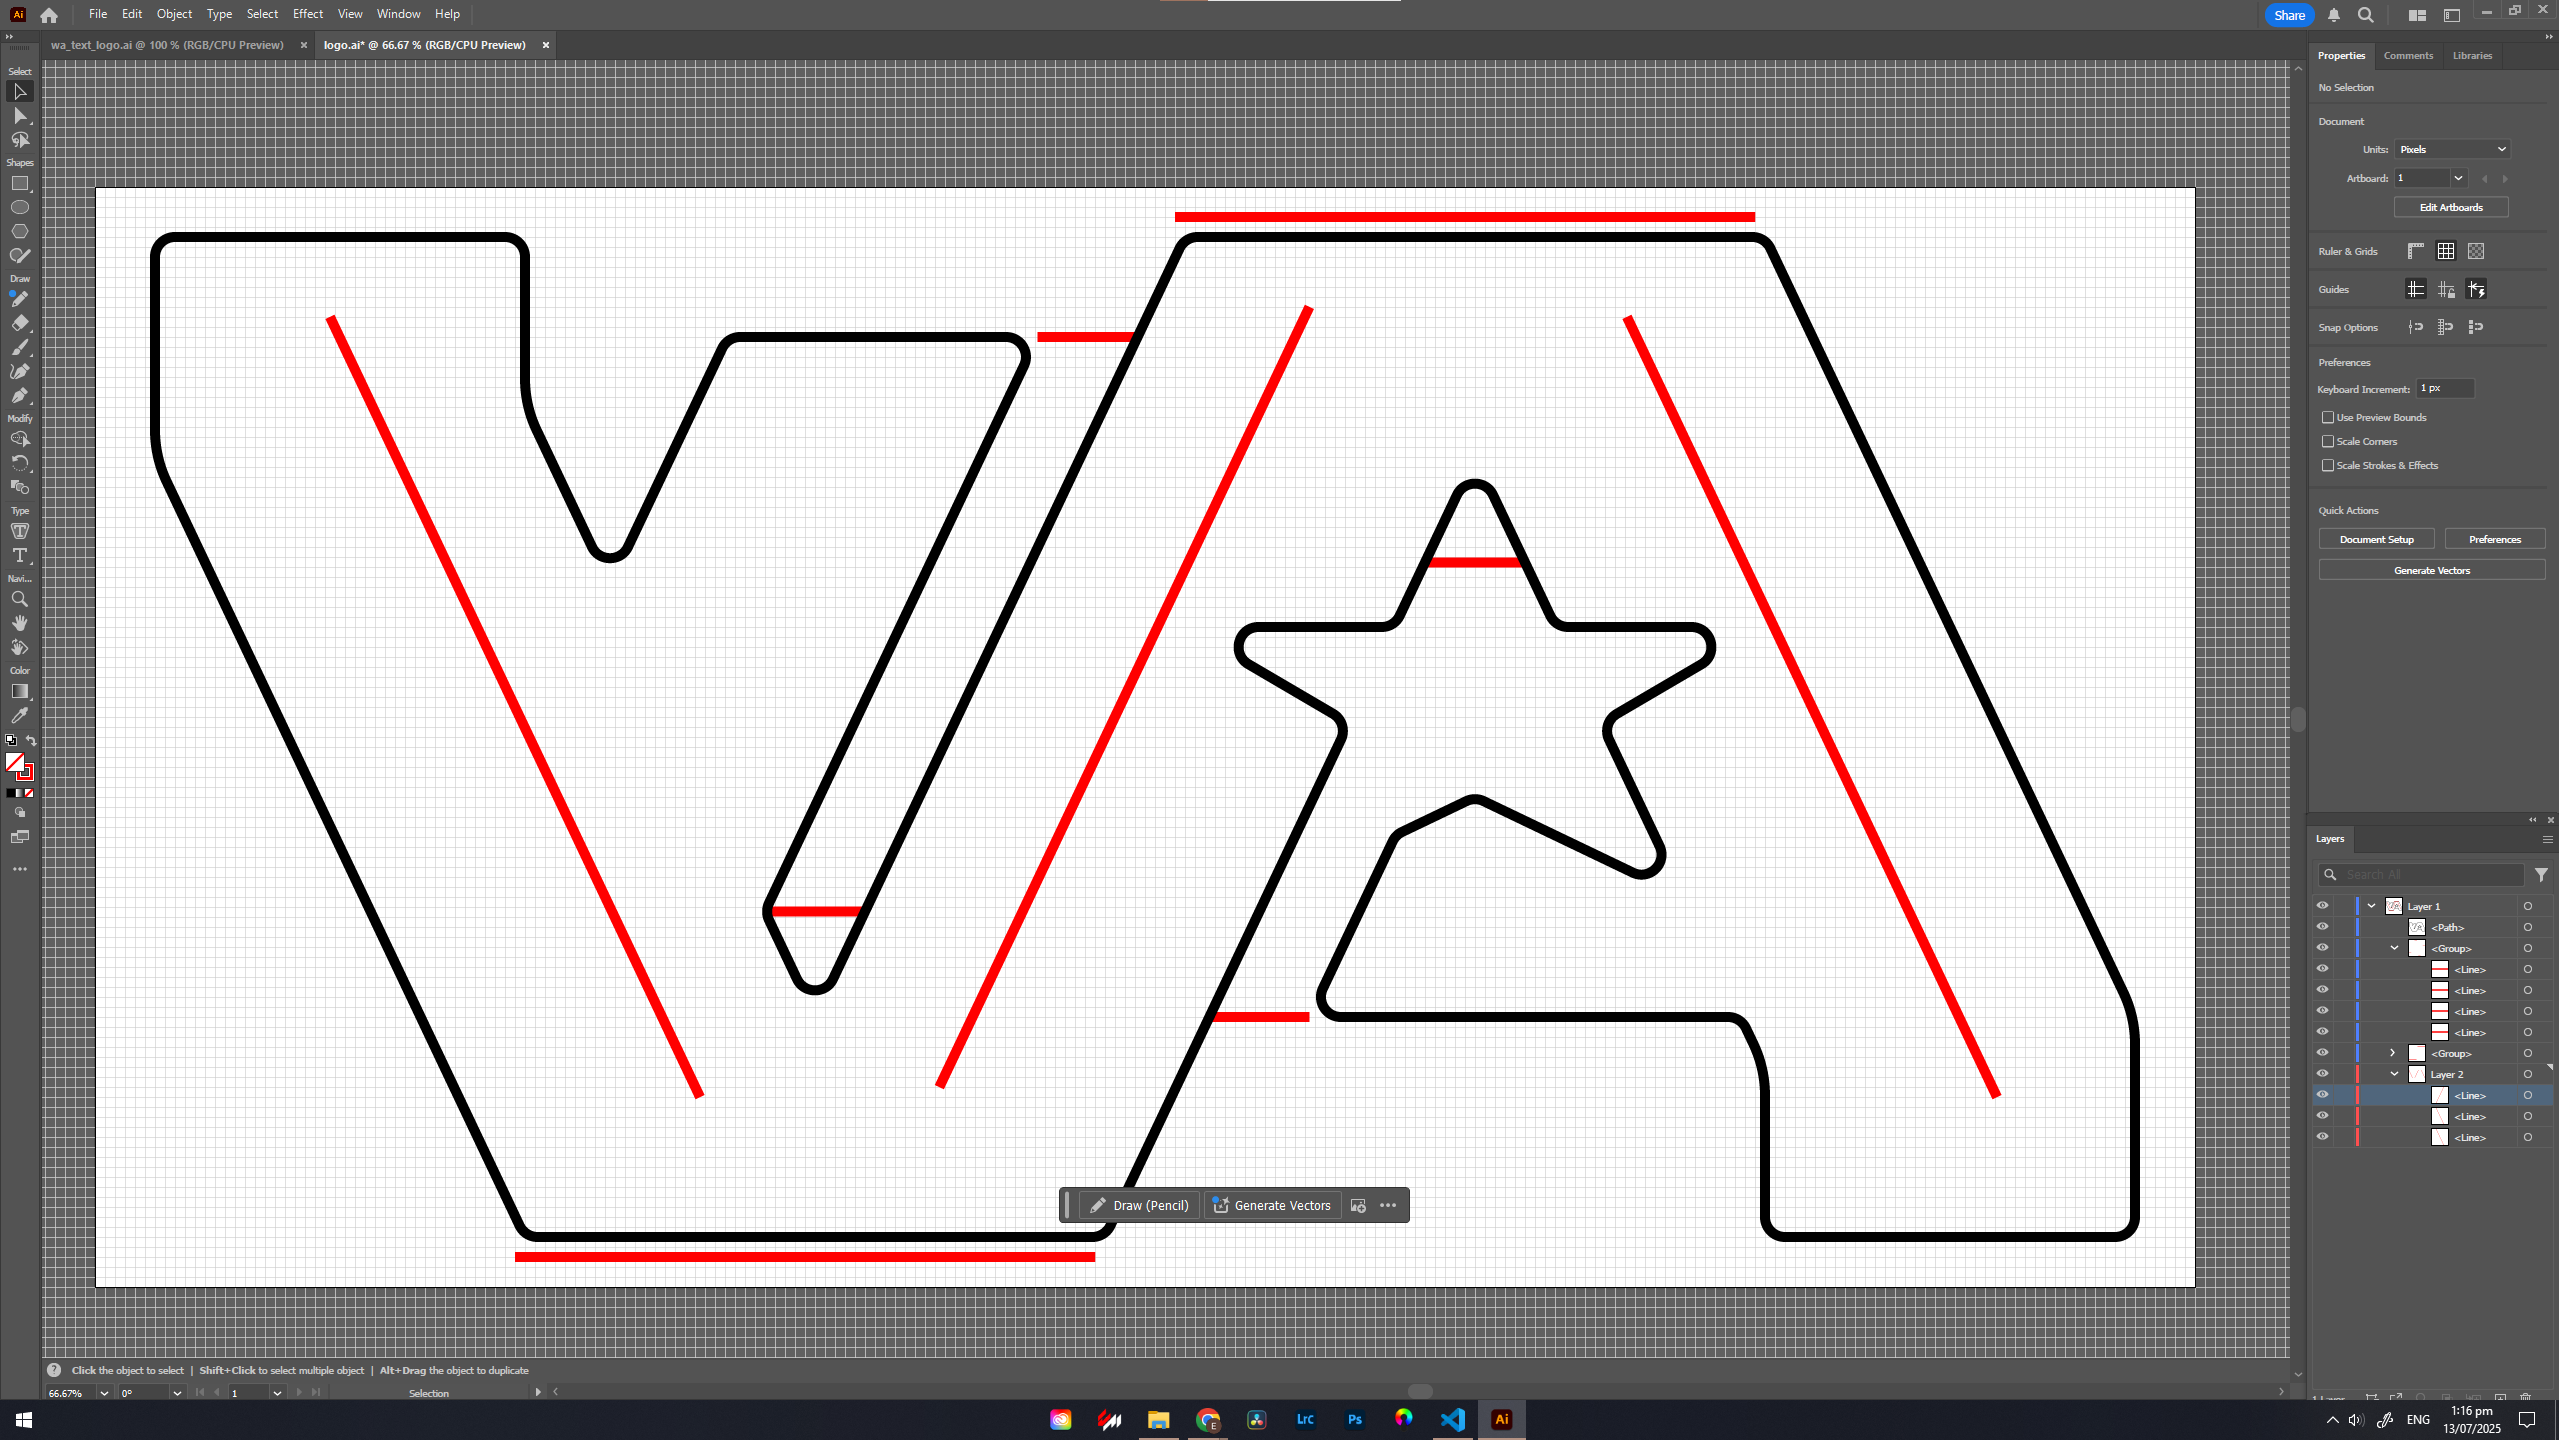 Ai File Edit Object Type Select Effect View Window Help Share
wa_text_logo.ai @ 100 % (RGB/CPU Preview) × logo.ai* @ 66.67 % (RGB/CPU Preview) ×
Select
Shapes
Draw
Modify
Type
Navi...
Color
Draw (Pencil) Generate Vectors
Click the object to select | Shift+Click to select multiple object | Alt+Drag the object to duplicate
66.67% 0° 1 Selection
Properties Comments Libraries
No Selection
Document
Units: Pixels
Artboard: 1
Edit Artboards
Ruler & Grids
Guides
Snap Options
Preferences
Keyboard Increment: 1 px
Use Preview Bounds
Scale Corners
Scale Strokes & Effects
Quick Actions
Document Setup Preferences
Generate Vectors
Layers
Search All
Layer 1
<Path>
<Group>
<Line>
<Line>
<Line>
<Line>
<Group>
Layer 2
<Line>
<Line>
<Line>
1 Layer
E LrC Ps Ai
ENG
1:16 pm
13/07/2025